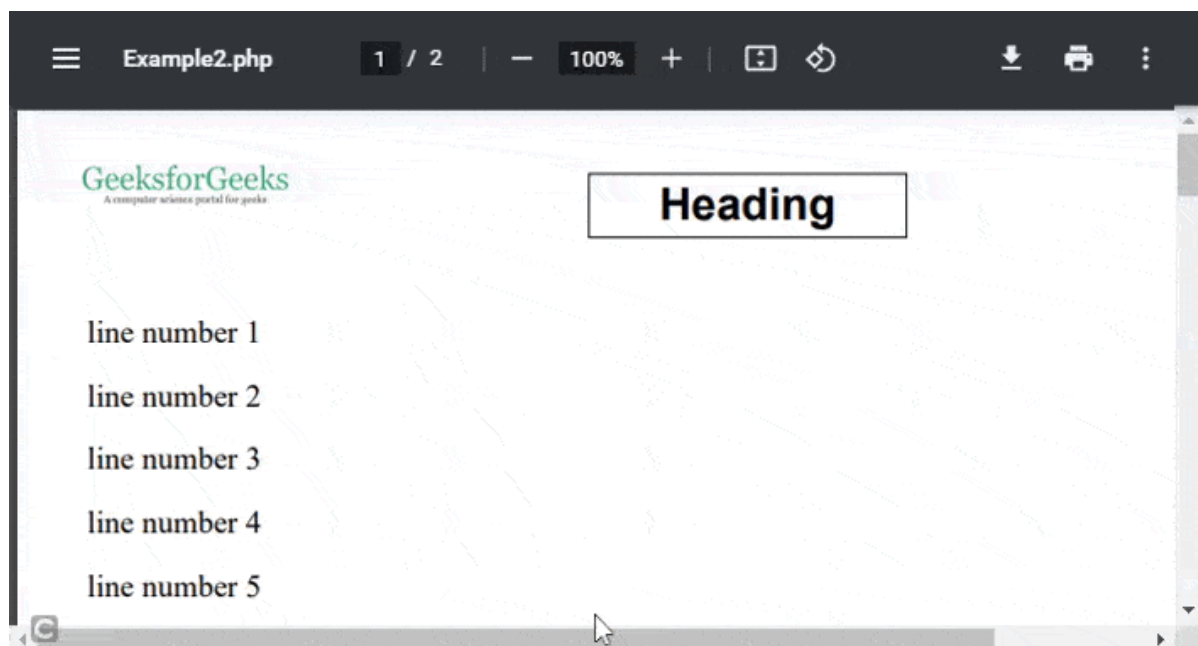 Example2.php 1 / 2 100%
GeeksforGeeks
A computer science portal for geeks
Heading
line number 1
line number 2
line number 3
line number 4
line number 5
C